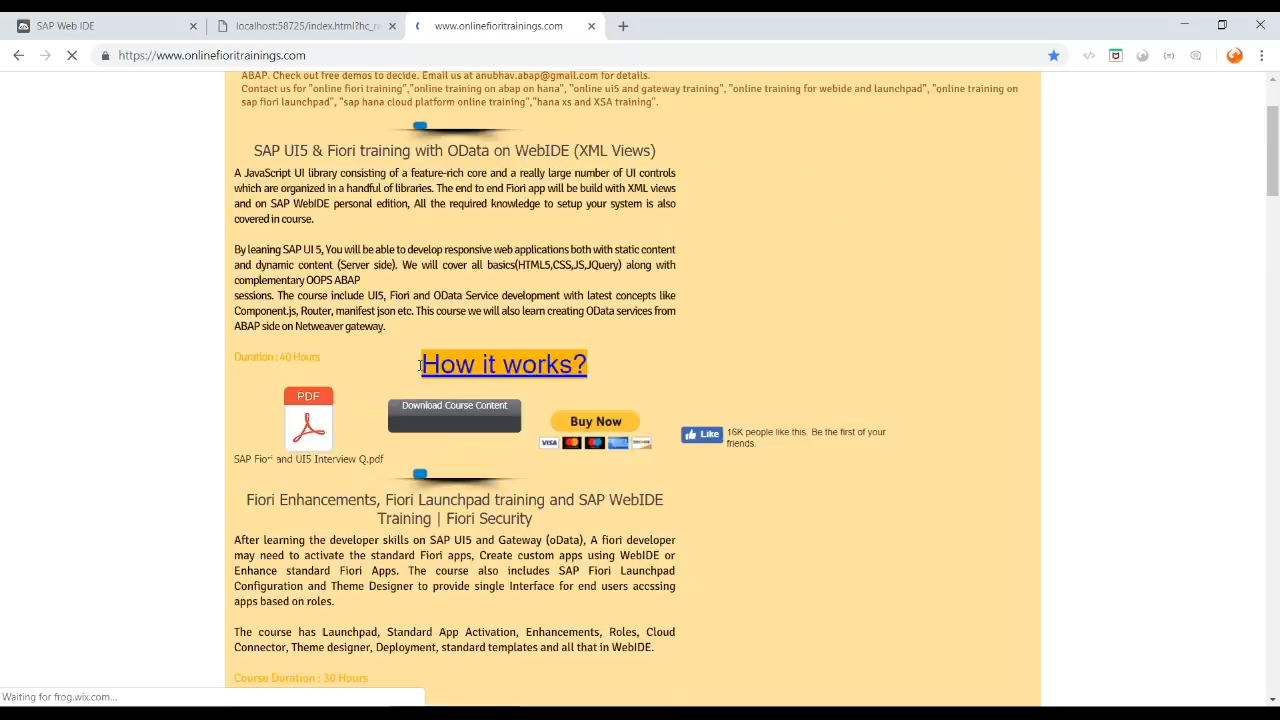 SAP Web IDE
localhost:58725/index.html?hc_re
www.onlinefioritrainings.com
https://www.onlinefioritrainings.com
ABAP. Check out free demos to decide. Email us at anubhav.abap@gmail.com for details.
Contact us for "online fiori training","online training on abap on hana", "online ui5 and gateway training", "online training for webide and launchpad", "online training on
sap fiori launchpad", "sap hana cloud platform online training","hana xs and XSA training".
SAP UI5 & Fiori training with OData on WebIDE (XML Views)
A JavaScript UI library consisting of a feature-rich core and a really large number of UI controls
which are organized in a handful of libraries. The end to end Fiori app will be build with XML views
and on SAP WebIDE personal edition, All the required knowledge to setup your system is also
covered in course.
By leaning SAP UI 5, You will be able to develop responsive web applications both with static content
and dynamic content (Server side). We will cover all basics(HTML5,CSS,JS,JQuery) along with
complementary OOPS ABAP
sessions. The course include UI5, Fiori and OData Service development with latest concepts like
Component.js, Router, manifest json etc. This course we will also learn creating OData services from
ABAP side on Netweaver gateway.
Duration : 40 Hours
How it works?
PDF
Download Course Content
Buy Now
VISA
Like
16K people like this. Be the first of your
friends.
SAP Fiori and UI5 Interview Q.pdf
Fiori Enhancements, Fiori Launchpad training and SAP WebIDE
Training | Fiori Security
After learning the developer skills on SAP UI5 and Gateway (oData), A fiori developer
may need to activate the standard Fiori apps, Create custom apps using WebIDE or
Enhance standard Fiori Apps. The course also includes SAP Fiori Launchpad
Configuration and Theme Designer to provide single Interface for end users accssing
apps based on roles.
The course has Launchpad, Standard App Activation, Enhancements, Roles, Cloud
Connector, Theme designer, Deployment, standard templates and all that in WebIDE.
Course Duration : 30 Hours
Waiting for frog.wix.com...